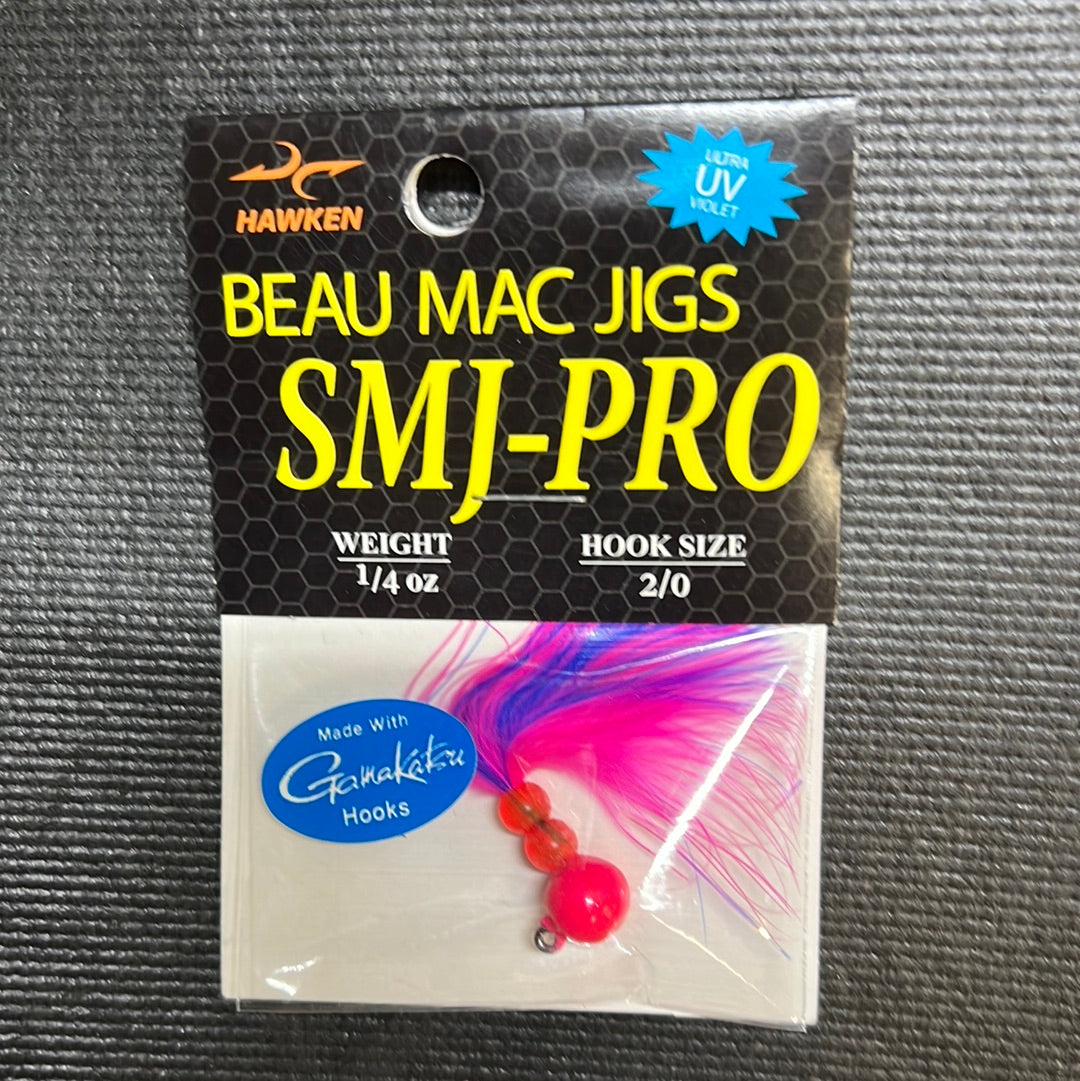 HAWKEN
ULTRA
UV
VIOLET
BEAU MAC JIGS
SMJ-PRO
WEIGHT
1/4 oz
HOOK SIZE
2/0
Made With
Gamakatsu
Hooks